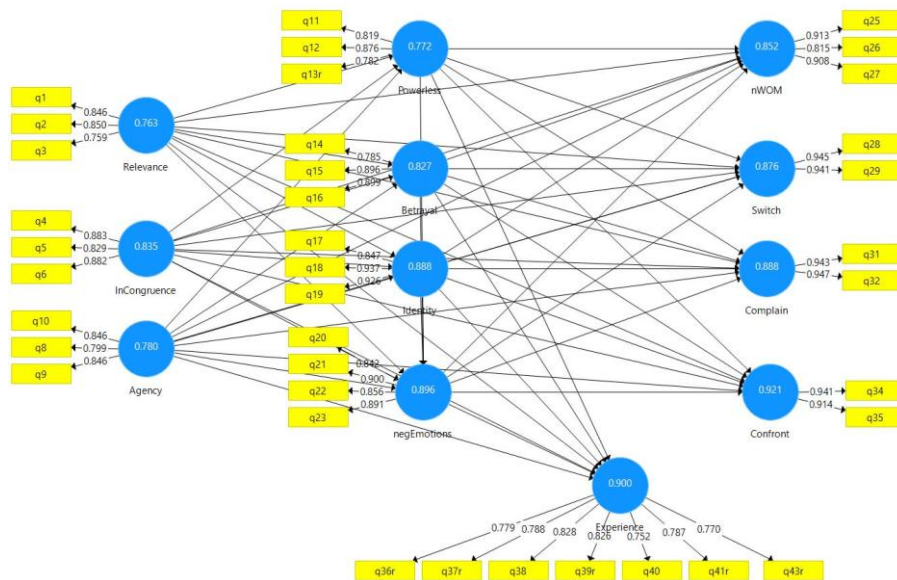 q11
0.819
q12
0.876
q13r
0.782
0.772
Powerless
0.852
nWOM
0.913
q25
0.815
q26
0.908
q27
q1
0.846
q2
0.850
q3
0.759
0.763
Relevance
q14
0.785
q15
0.896
q16
0.899
0.827
Betrayal
0.876
Switch
0.945
q28
0.941
q29
q4
0.883
q5
0.829
q6
0.882
0.835
InCongruence
q17
0.847
q18
0.937
q19
0.926
0.888
Identity
0.888
Complain
0.943
q31
0.947
q32
q10
0.846
q8
0.799
q9
0.846
0.780
Agency
q20
0.842
q21
0.900
q22
0.856
q23
0.891
0.896
negEmotions
0.921
Confront
0.941
q34
0.914
q35
0.900
Experience
0.779
0.788
0.828
0.826
0.752
0.787
0.770
q36r
q37r
q38
q39r
q40
q41r
q43r